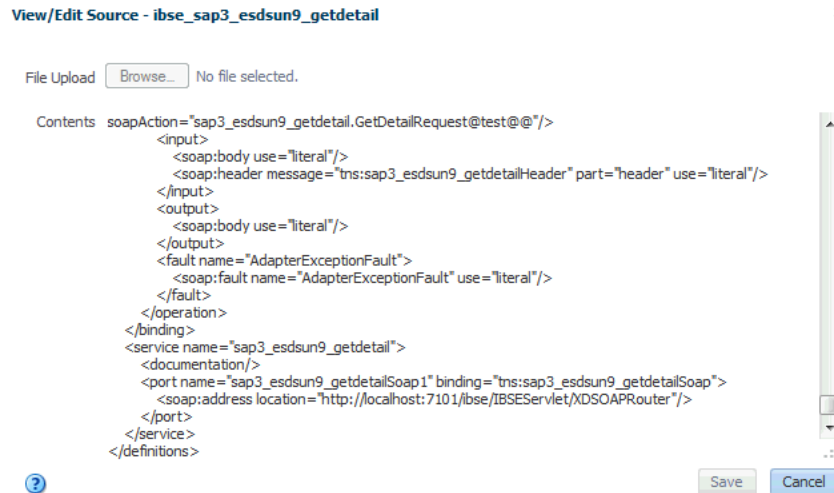 View/Edit Source - ibse_sap3_esdsun9_getdetail
File Upload Browse... No file selected.
Contents soapAction="sap3_esdsun9_getdetail.GetDetailRequest@test@@"/>
<input>
<soap:body use="literal"/>
<soap:header message="tns:sap3_esdsun9_getdetailHeader" part="header" use="literal"/>
</input>
<output>
<soap:body use="literal"/>
</output>
<fault name="AdapterExceptionFault">
<soap:fault name="AdapterExceptionFault" use="literal"/>
</fault>
</operation>
</binding>
<service name="sap3_esdsun9_getdetail">
<documentation/>
<port name="sap3_esdsun9_getdetailSoap1" binding="tns:sap3_esdsun9_getdetailSoap">
<soap:address location="http://localhost:7101/ibse/IBSEServlet/XDSOAPRouter"/>
</port>
</service>
</definitions>
? Save Cancel